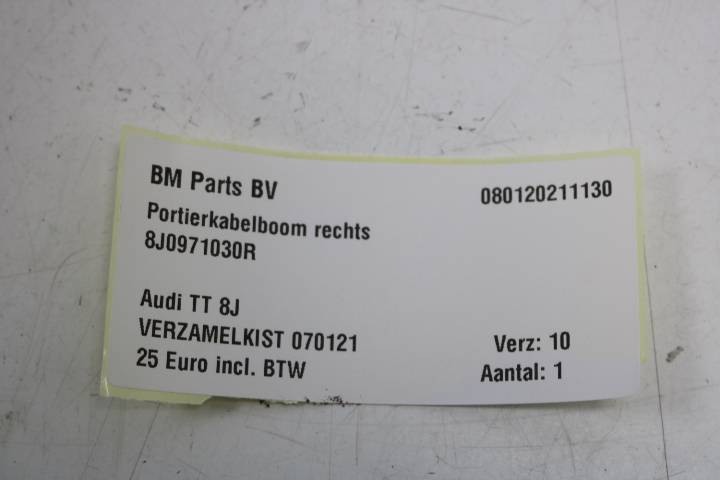 BM Parts BV
080120211130
Portierkabelboom rechts
8J0971030R
Audi TT 8J
VERZAMELKIST 070121
Verz: 10
25 Euro incl. BTW
Aantal: 1